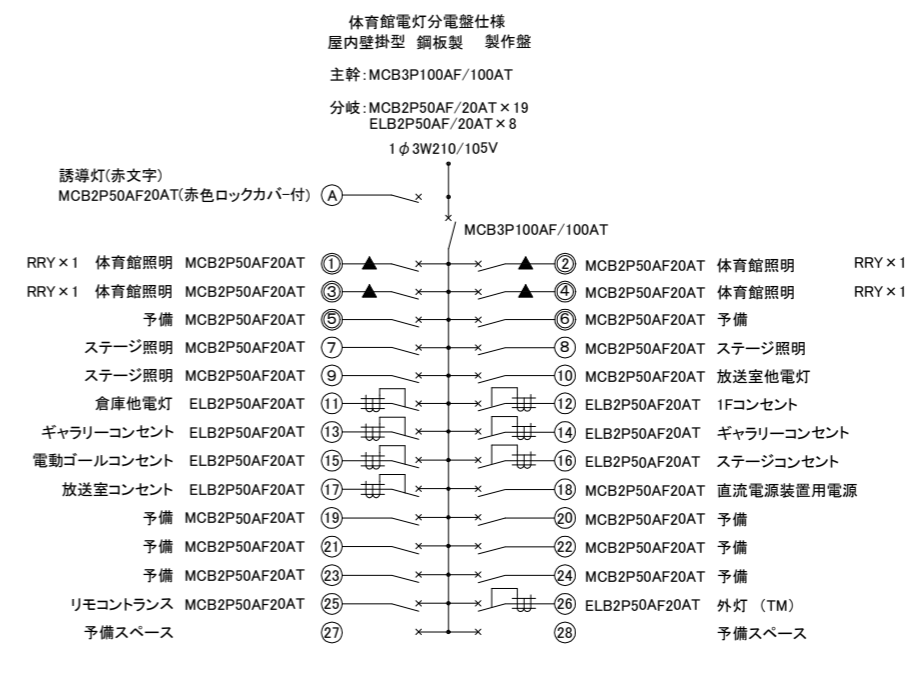 体育館電灯分電盤仕様
屋内壁掛型 鋼板製 製作盤
主幹:MCB3P100AF/100AT
分岐:MCB2P50AF/20AT×19
ELB2P50AF/20AT×8
1φ3W210/105V
誘導灯(赤文字)
MCB2P50AF20AT(赤色ロックカバー付) Ⓐ
MCB3P100AF/100AT
RRY×1 体育館照明 MCB2P50AF20AT ① ② MCB2P50AF20AT 体育館照明 RRY×1
RRY×1 体育館照明 MCB2P50AF20AT ③ ④ MCB2P50AF20AT 体育館照明 RRY×1
予備 MCB2P50AF20AT ⑤ ⑥ MCB2P50AF20AT 予備
ステージ照明 MCB2P50AF20AT ⑦ ⑧ MCB2P50AF20AT ステージ照明
ステージ照明 MCB2P50AF20AT ⑨ ⑩ MCB2P50AF20AT 放送室他電灯
倉庫他電灯 ELB2P50AF20AT ⑪ ⑫ ELB2P50AF20AT 1Fコンセント
ギャラリーコンセント ELB2P50AF20AT ⑬ ⑭ ELB2P50AF20AT ギャラリーコンセント
電動ゴールコンセント ELB2P50AF20AT ⑮ ⑯ ELB2P50AF20AT ステージコンセント
放送室コンセント ELB2P50AF20AT ⑰ ⑱ MCB2P50AF20AT 直流電源装置用電源
予備 MCB2P50AF20AT ⑲ ⑳ MCB2P50AF20AT 予備
予備 MCB2P50AF20AT ㉑ ㉒ MCB2P50AF20AT 予備
予備 MCB2P50AF20AT ㉓ ㉔ MCB2P50AF20AT 予備
リモコントランス MCB2P50AF20AT ㉕ ㉖ ELB2P50AF20AT 外灯 (TM)
予備スペース ㉗ ㉘ 予備スペース